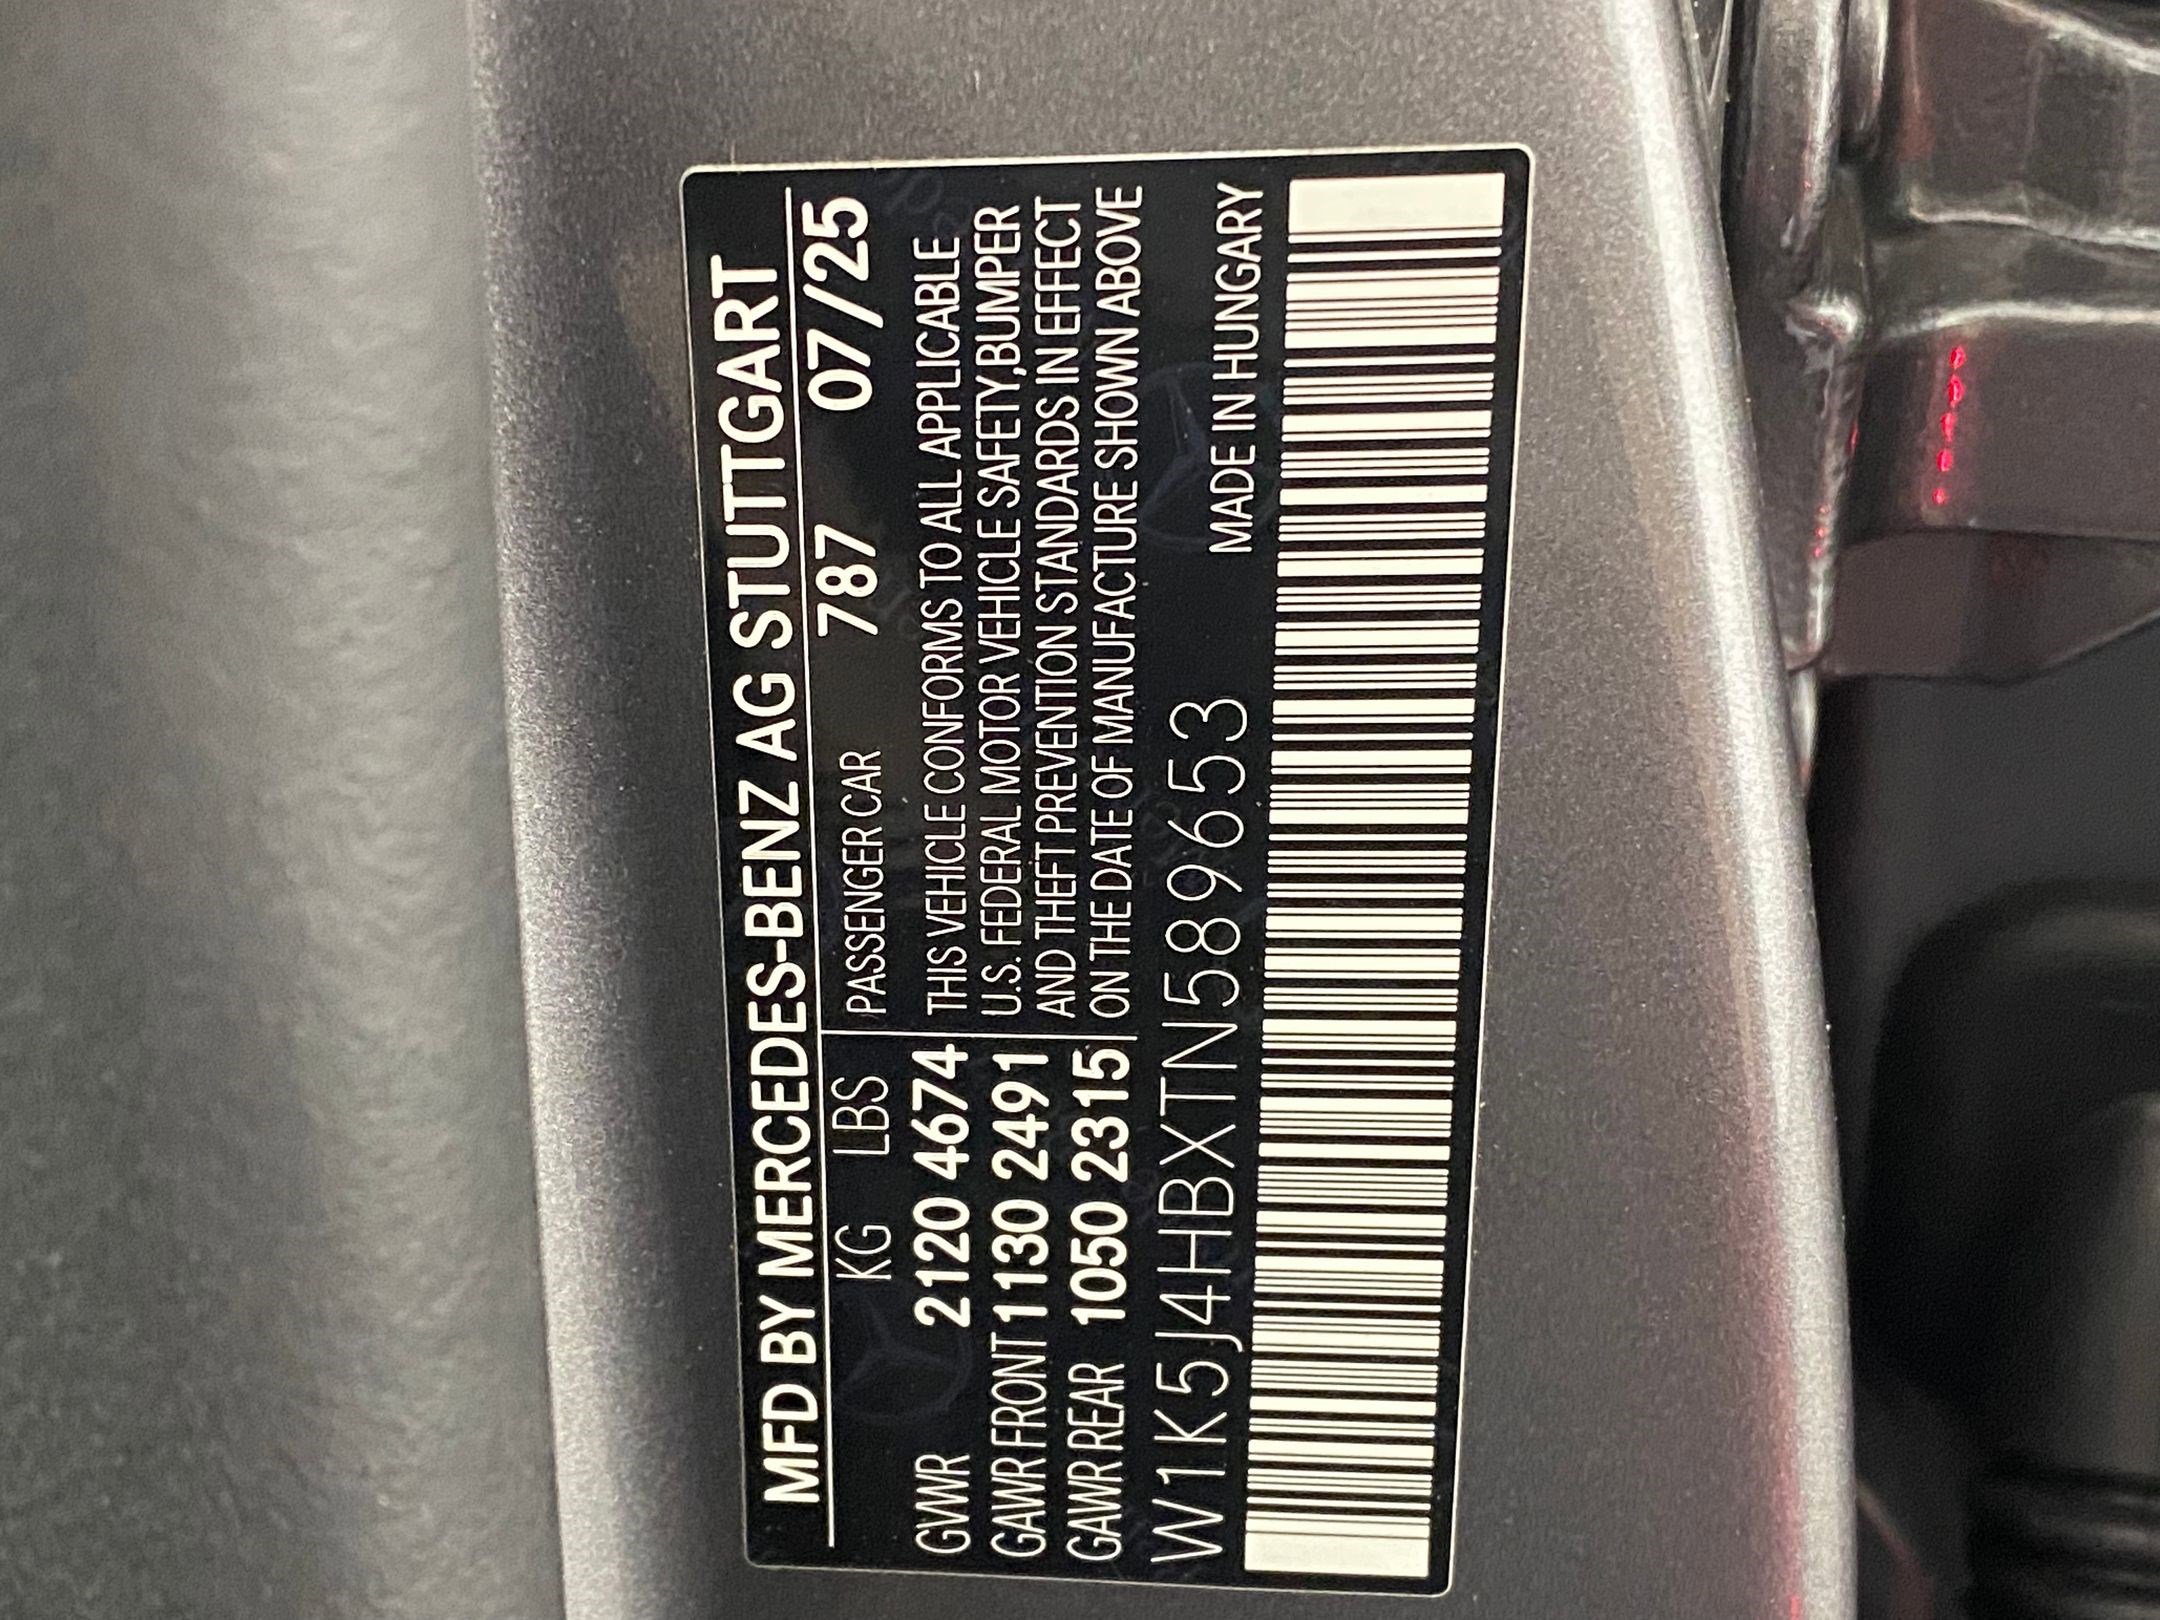 MFD BY MERCEDES-BENZ AG STUTTGART
KG LBS PASSENGER CAR 787 07/25
GVWR 2120 4674 THIS VEHICLE CONFORMS TO ALL APPLICABLE
GAWR FRONT 1130 2491 U.S. FEDERAL MOTOR VEHICLE SAFETY,BUMPER
AND THEFT PREVENTION STANDARDS IN EFFECT
GAWR REAR 1050 2315 ON THE DATE OF MANUFACTURE SHOWN ABOVE
W1K5J4HBXTN589653 MADE IN HUNGARY